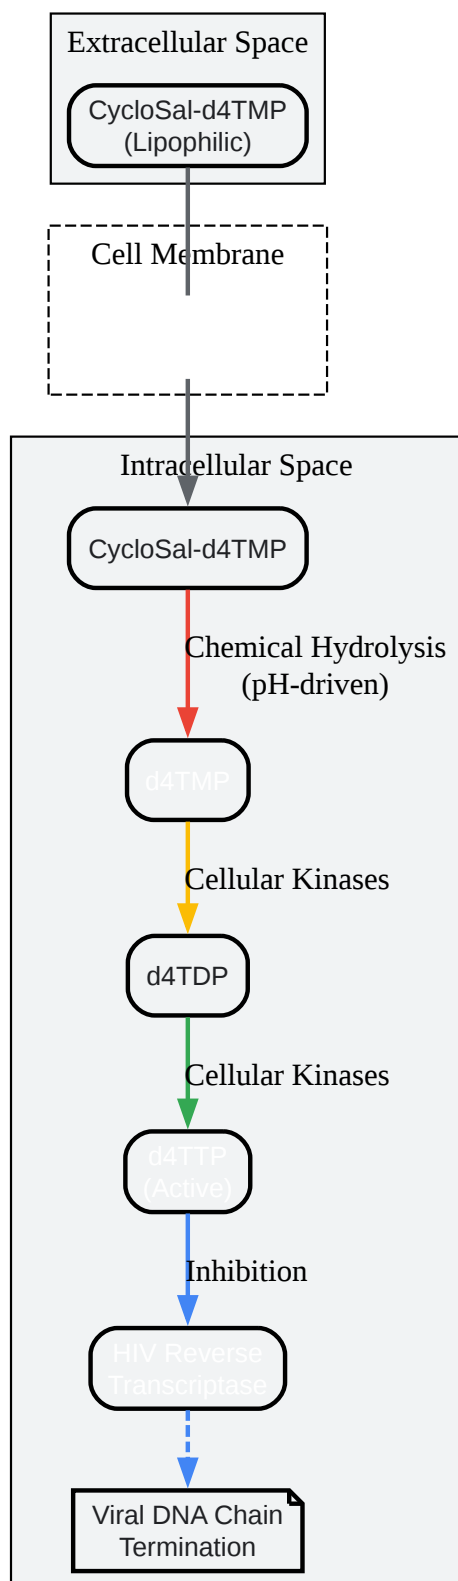 Extracellular Space
CycloSal-d4TMP
(Lipophilic)
Cell Membrane
Intracellular Space
CycloSal-d4TMP
Chemical Hydrolysis
(pH-driven)
d4TMP
Cellular Kinases
d4TDP
Cellular Kinases
d4TTP
(Active)
Inhibition
HIV Reverse
Transcriptase
Viral DNA Chain
Termination